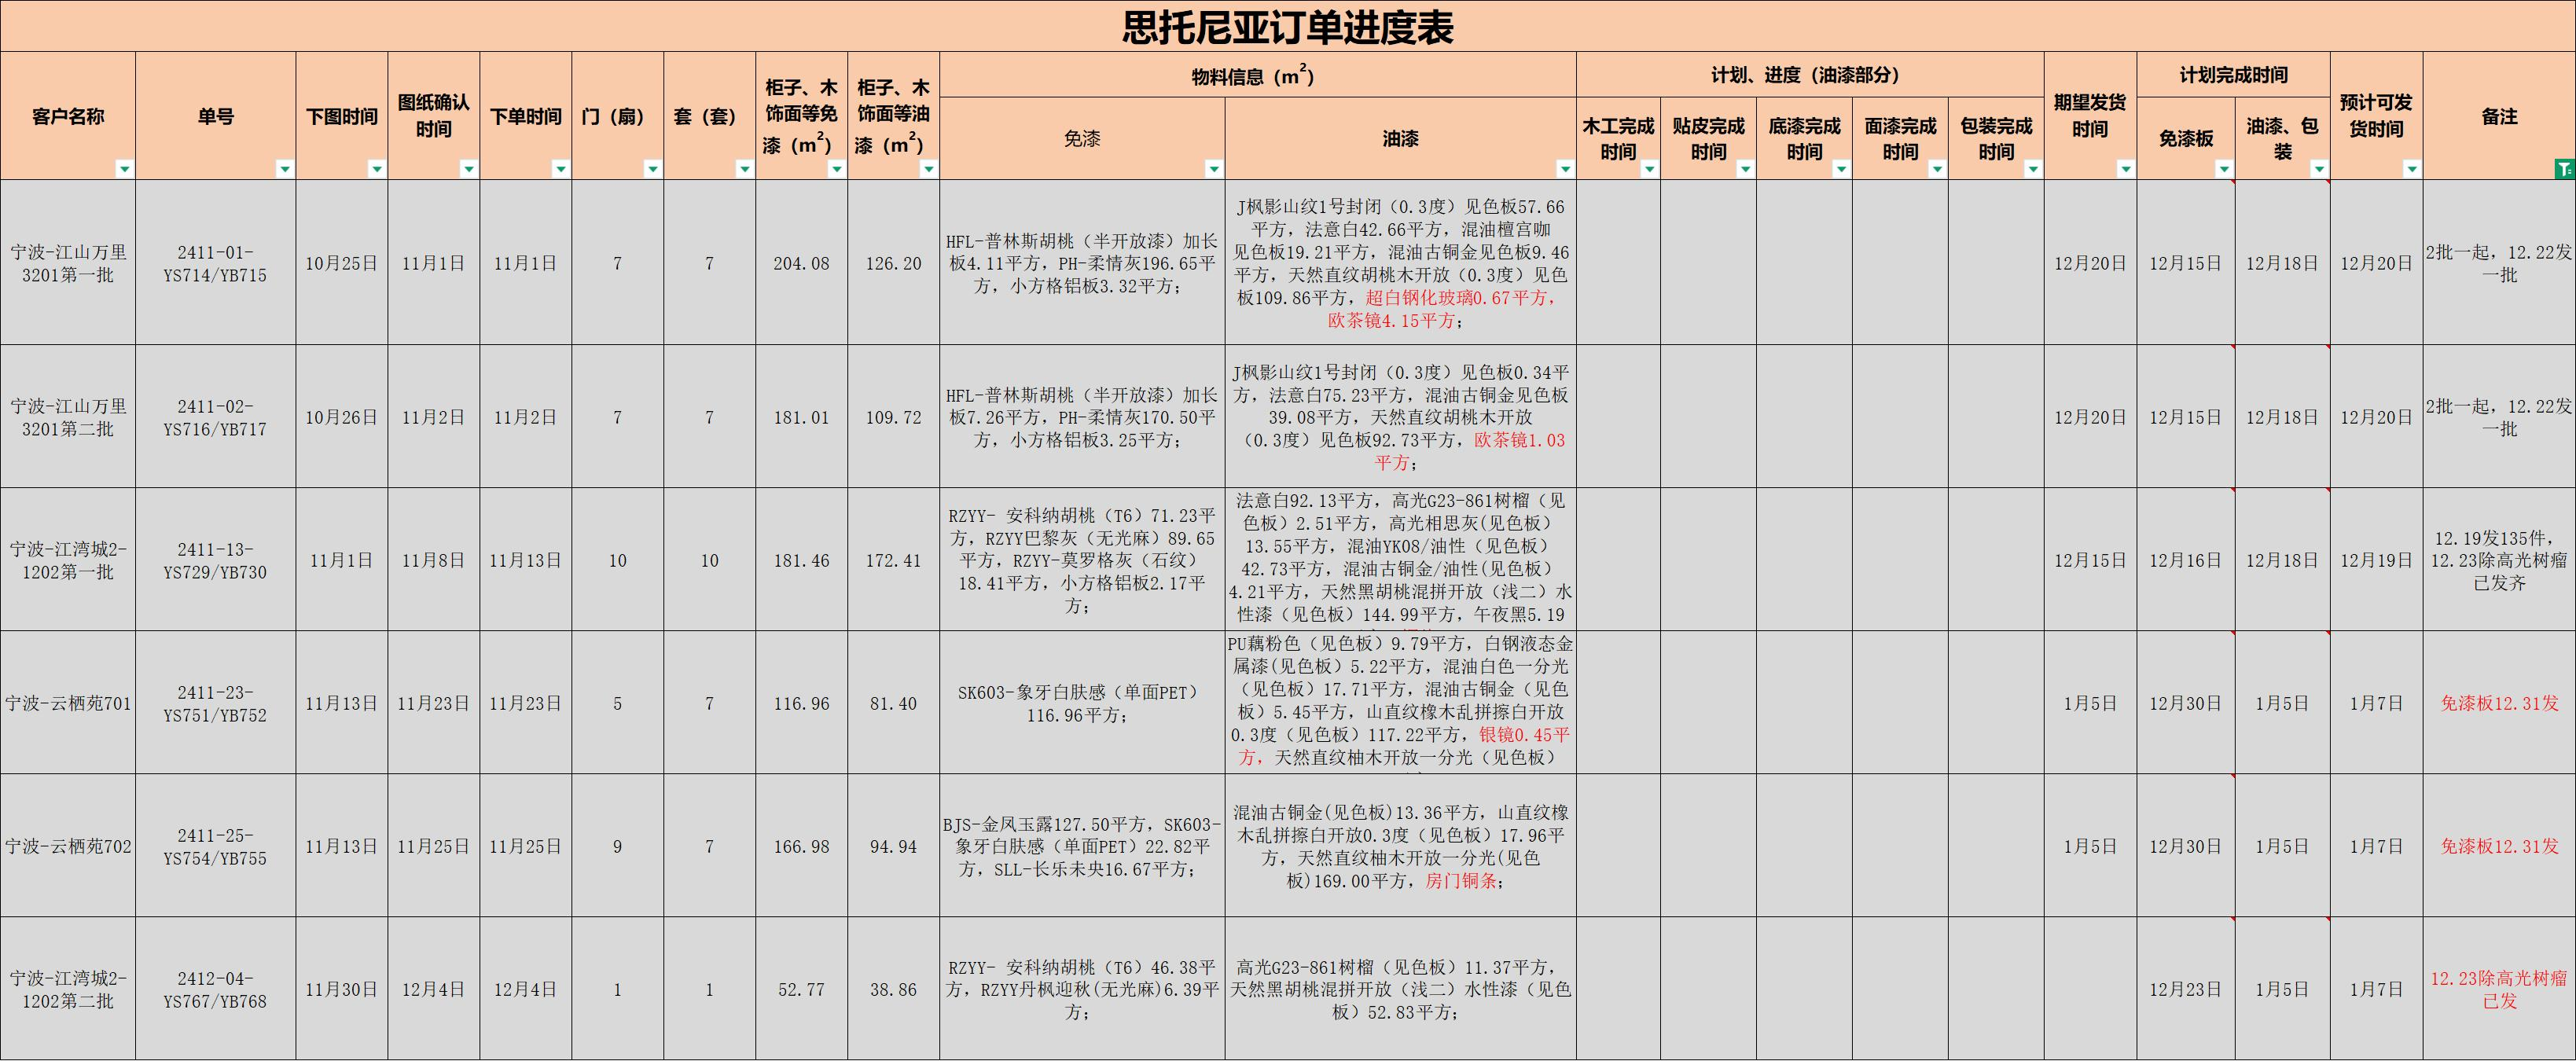 思托尼亚订单进度表
客户名称
单号
下图时间
图纸确认
时间
下单时间
门（扇）
套（套）
柜子、木
饰面等免
漆（m²）
柜子、木
饰面等油
漆（m²）
物料信息（m²）
免漆
油漆
计划、进度（油漆部分）
木工完成
时间
贴皮完成
时间
底漆完成
时间
面漆完成
时间
包装完成
时间
期望发货
时间
计划完成时间
免漆板
油漆、包
装
预计可发
货时间
备注
宁波-江山万里
3201第一批
2411-01-
YS714/YB715
10月25日
11月1日
11月1日
7
7
204.08
126.20
HFL-普林斯胡桃（半开放漆）加长
板4.11平方，PH-柔情灰196.65平
方，小方格铝板3.32平方；
J枫影山纹1号封闭（0.3度）见色板57.66
平方，法意白42.66平方，混油檀宫咖
见色板19.21平方，混油古铜金见色板9.46
平方，天然直纹胡桃木开放（0.3度）见色
板109.86平方，超白钢化玻璃0.67平方，
欧茶镜4.15平方；
12月20日
12月15日
12月18日
12月20日
2批一起，12.22发
一批
宁波-江山万里
3201第二批
2411-02-
YS716/YB717
10月26日
11月2日
11月2日
7
7
181.01
109.72
HFL-普林斯胡桃（半开放漆）加长
板7.26平方，PH-柔情灰170.50平
方，小方格铝板3.25平方；
J枫影山纹1号封闭（0.3度）见色板0.34平
方，法意白75.23平方，混油古铜金见色板
39.08平方，天然直纹胡桃木开放
（0.3度）见色板92.73平方，欧茶镜1.03
平方；
12月20日
12月15日
12月18日
12月20日
2批一起，12.22发
一批
宁波-江湾城2-
1202第一批
2411-13-
YS729/YB730
11月1日
11月8日
11月13日
10
10
181.46
172.41
RZYY- 安科纳胡桃（T6）71.23平
方，RZYY巴黎灰（无光麻）89.65
平方，RZYY-莫罗格灰（石纹）
18.41平方，小方格铝板2.17平
方；
法意白92.13平方，高光G23-861树榴（见
色板）2.51平方，高光相思灰(见色板）
13.55平方，混油YK08/油性（见色板）
42.73平方，混油古铜金/油性(见色板）
4.21平方，天然黑胡桃混拼开放（浅二）水
性漆（见色板）144.99平方，午夜黑5.19
12月15日
12月16日
12月18日
12月19日
12.19发135件，
12.23除高光树瘤
已发齐
宁波-云栖苑701
2411-23-
YS751/YB752
11月13日
11月23日
11月23日
5
7
116.96
81.40
SK603-象牙白肤感（单面PET）
116.96平方；
PU藕粉色（见色板）9.79平方，白钢液态金
属漆(见色板）5.22平方，混油白色一分光
（见色板）17.71平方，混油古铜金（见色
板）5.45平方，山直纹橡木乱拼擦白开放
0.3度（见色板）117.22平方，银镜0.45平
方，天然直纹柚木开放一分光（见色板）
1月5日
12月30日
1月5日
1月7日
免漆板12.31发
宁波-云栖苑702
2411-25-
YS754/YB755
11月13日
11月25日
11月25日
9
7
166.98
94.94
BJS-金凤玉露127.50平方，SK603-
象牙白肤感（单面PET）22.82平
方，SLL-长乐未央16.67平方；
混油古铜金(见色板)13.36平方，山直纹橡
木乱拼擦白开放0.3度（见色板）17.96平
方，天然直纹柚木开放一分光(见色
板)169.00平方，房门铜条；
1月5日
12月30日
1月5日
1月7日
免漆板12.31发
宁波-江湾城2-
1202第二批
2412-04-
YS767/YB768
11月30日
12月4日
12月4日
1
1
52.77
38.86
RZYY- 安科纳胡桃（T6）46.38平
方，RZYY丹枫迎秋(无光麻)6.39平
方；
高光G23-861树榴（见色板）11.37平方，
天然黑胡桃混拼开放（浅二）水性漆（见色
板）52.83平方；
12月23日
1月5日
1月7日
12.23除高光树瘤
已发